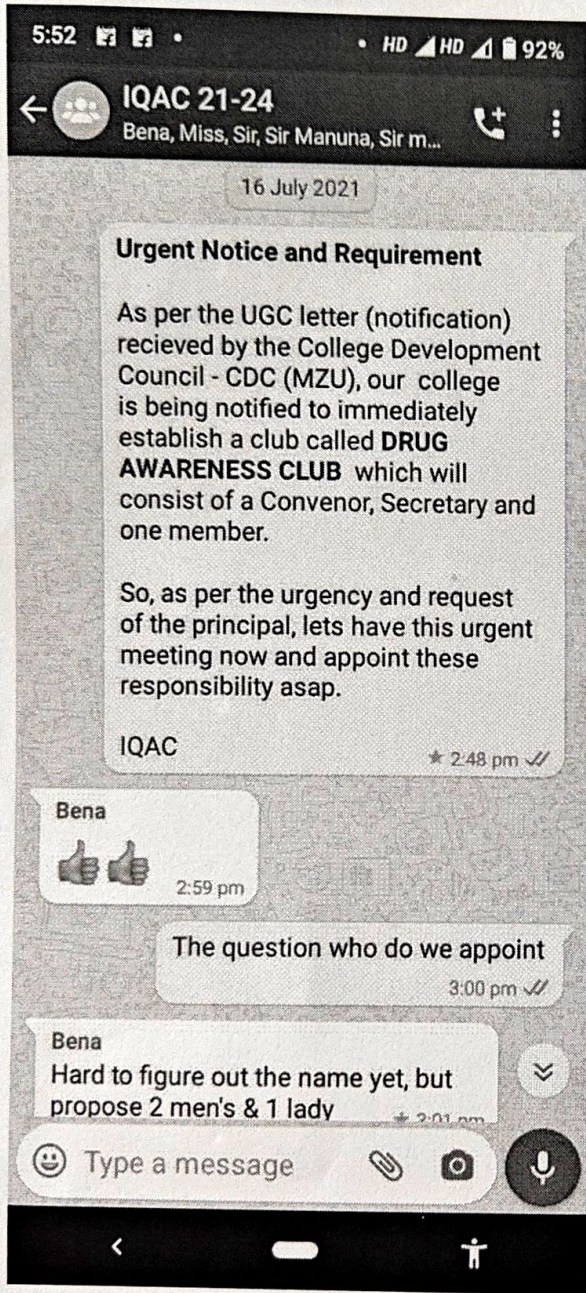 5:52 HD HD 92%
IQAC 21-24
Bena, Miss, Sir, Sir Manuna, Sir m...
16 July 2021
Urgent Notice and Requirement
As per the UGC letter (notification)
recieved by the College Development
Council - CDC (MZU), our college
is being notified to immediately
establish a club called DRUG
AWARENESS CLUB which will
consist of a Convenor, Secretary and
one member.
So, as per the urgency and request
of the principal, lets have this urgent
meeting now and appoint these
responsibility asap.
IQAC
2:48 pm
Bena
2:59 pm
The question who do we appoint
3:00 pm
Bena
Hard to figure out the name yet, but
propose 2 men's & 1 lady
Type a message